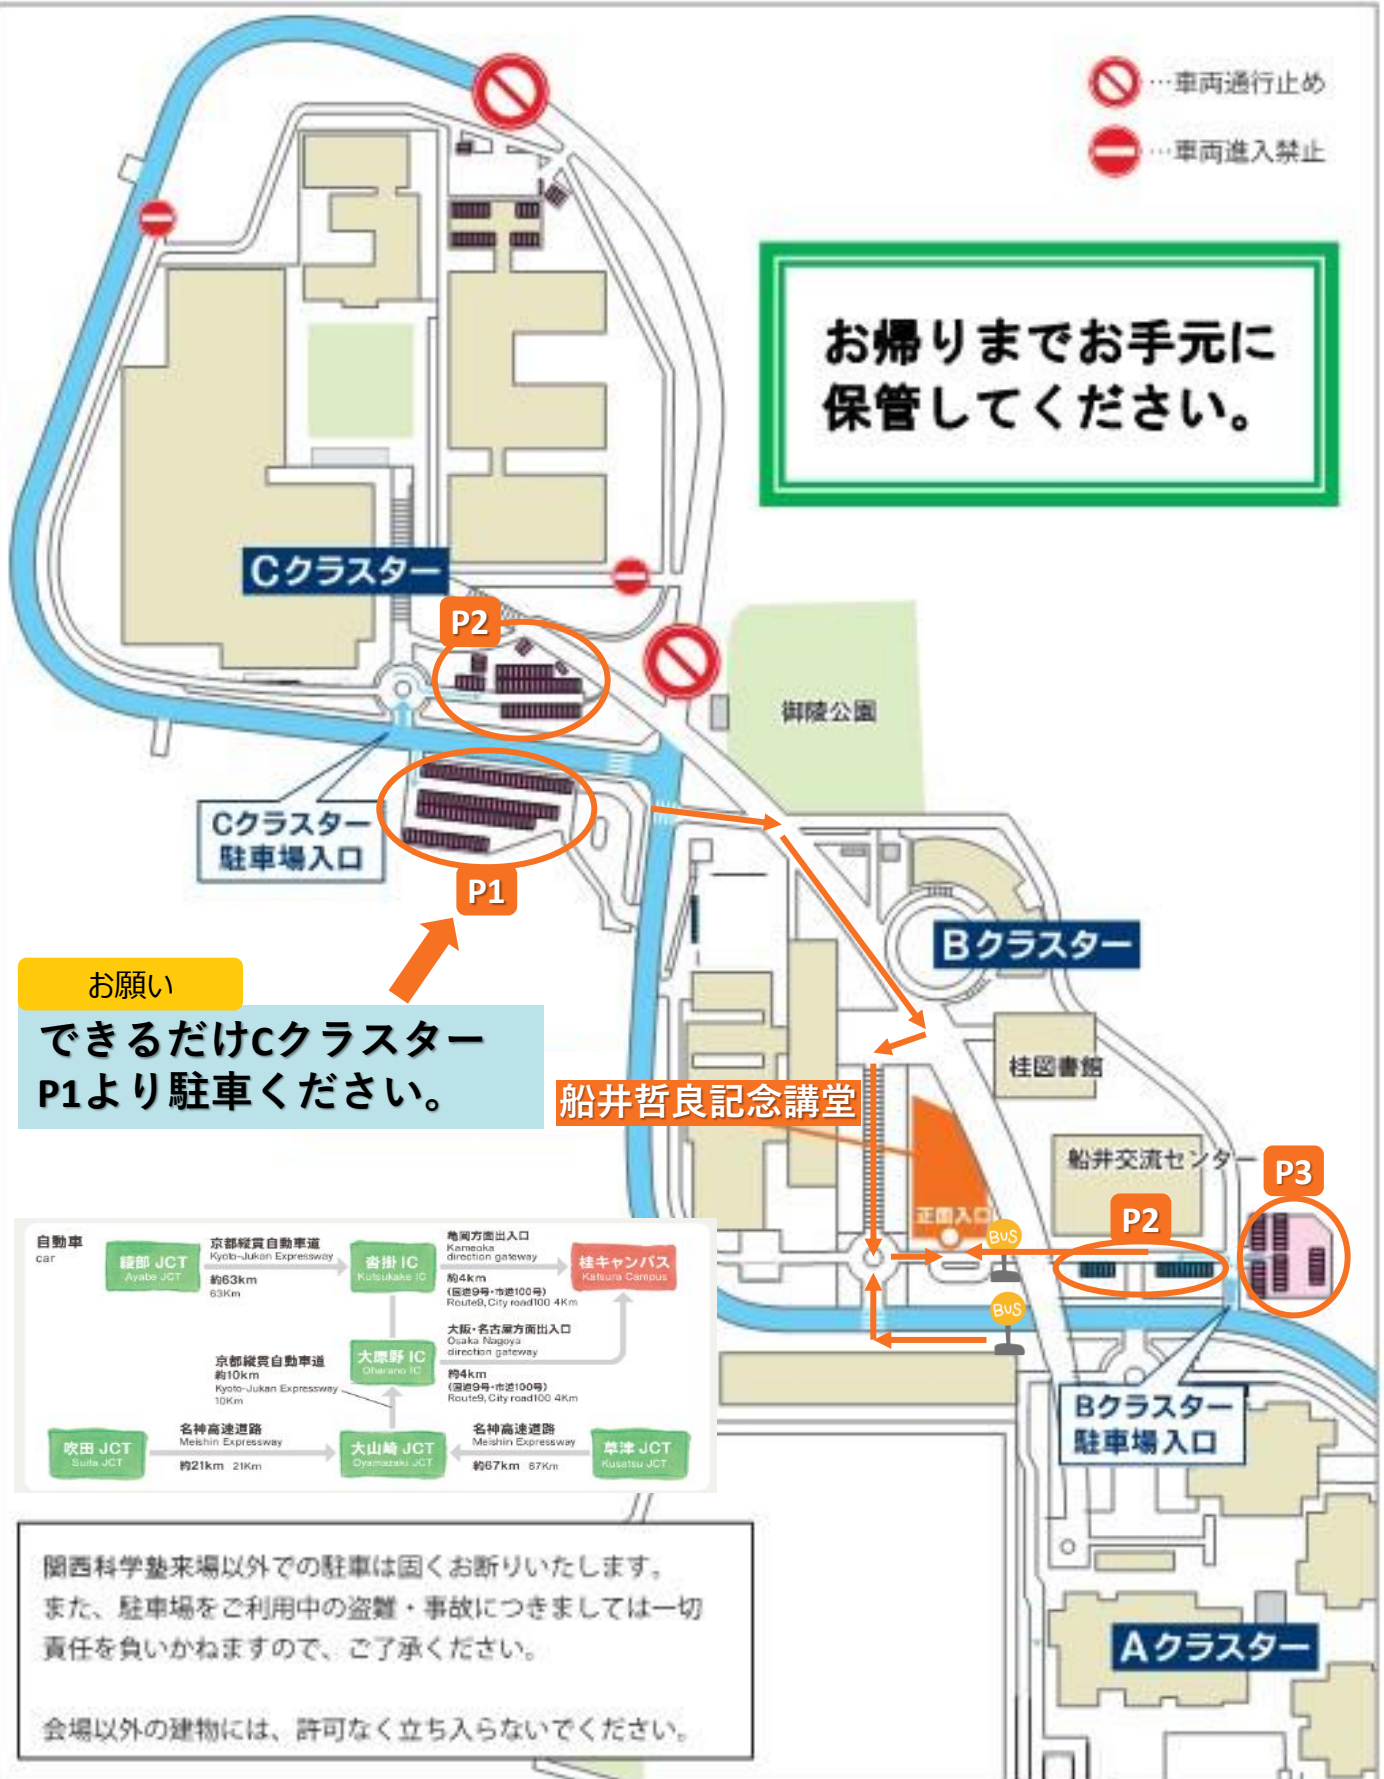 …車両通行止め
…車両進入禁止
お帰りまでお手元に
保管してください。
Cクラスター
P2
御陵公園
Cクラスター
駐車場入口
P1
Bクラスター
お願い
できるだけCクラスター
P1より駐車ください。
桂図書館
船井哲良記念講堂
船井交流センター
P3
正面入口
P2
BUS
BUS
自動車
car
綾部 JCT
Ayabe JCT
京都縦貫自動車道
Kyoto-Jukan Expressway
約63km
63Km
沓掛 IC
Kutsukake IC
亀岡方面出入口
Kameoka
direction gateway
約4km
(国道9号・市道100号)
Route9, City road100 4Km
桂キャンパス
Katsura Campus
大原野 IC
Oharano IC
大阪・名古屋方面出入口
Osaka Nagoya
direction gateway
約4km
(国道9号・市道100号)
Route9, City road100 4Km
京都縦貫自動車道
約10km
Kyoto-Jukan Expressway
10Km
吹田 JCT
Suita JCT
名神高速道路
Meishin Expressway
約21km 21Km
大山崎 JCT
Oyamazaki JCT
名神高速道路
Meishin Expressway
約67km 67Km
草津 JCT
Kusatsu JCT
Bクラスター
駐車場入口
関西科学塾来場以外での駐車は固くお断りいたします。
また、駐車場をご利用中の盗難・事故につきましては一切
責任を負いかねますので、ご了承ください。
会場以外の建物には、許可なく立ち入らないでください。
Aクラスター